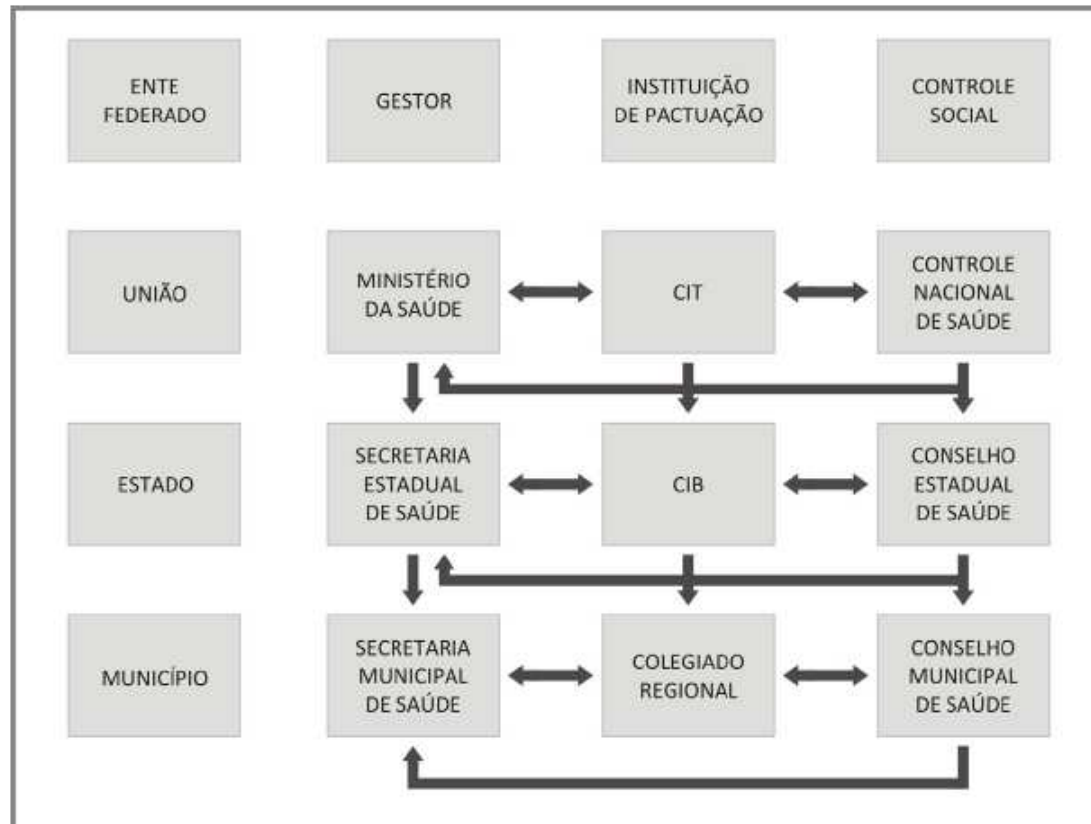 ENTE
FEDERADO
GESTOR
INSTITUIÇÃO
DE PACTUAÇÃO
CONTROLE
SOCIAL
UNIÃO
MINISTÉRIO
DA SAÚDE
CIT
CONTROLE
NACIONAL
DE SAÚDE
ESTADO
SECRETARIA
ESTADUAL
DE SAÚDE
CIB
CONSELHO
ESTADUAL
DE SAÚDE
MUNICÍPIO
SECRETARIA
MUNICIPAL
DE SAÚDE
COLEGIADO
REGIONAL
CONSELHO
MUNICIPAL
DE SAÚDE